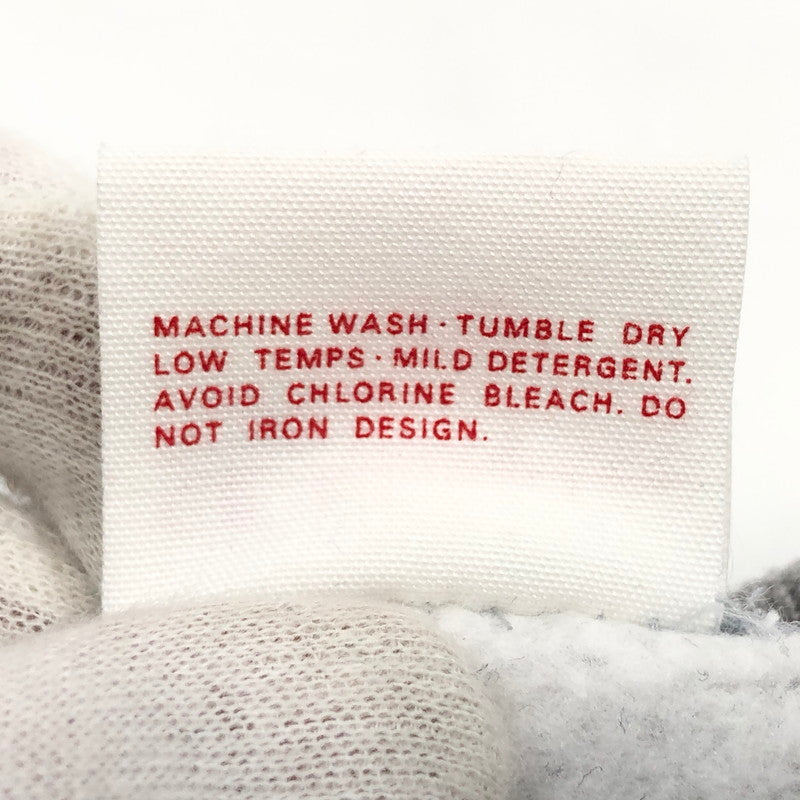 MACHINE WASH · TUMBLE DRY
LOW TEMPS · MILD DETERGENT.
AVOID CHLORINE BLEACH. DO
NOT IRON DESIGN.